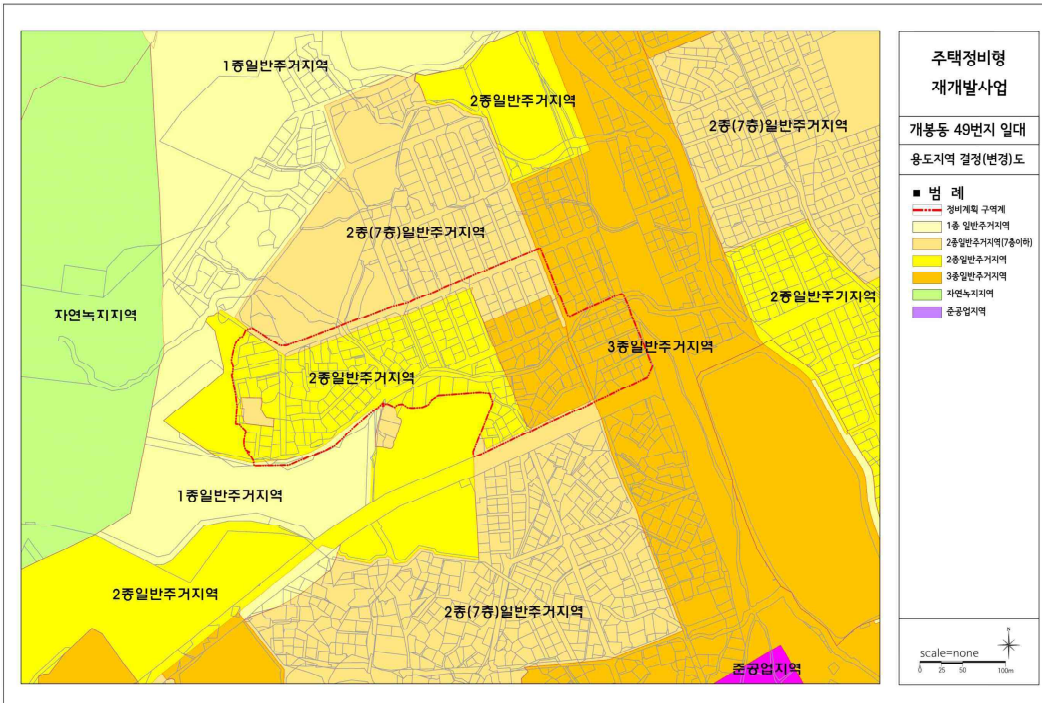 1종일반주거지역
2종일반주거지역
2종(7층)일반주거지역
2종(7층)일반주거지역
2종일반주거지역
자연녹지지역
3종일반주거지역
2종일반주거지역
1종일반주거지역
2종일반주거지역
2종(7층)일반주거지역
준공업지역
주택정비형
재개발사업
개봉동 49번지 일대
용도지역 결정(변경)도
■ 범 례
정비계획 구역계
1종 일반주거지역
2종일반주거지역(7층이하)
2종일반주거지역
3종일반주거지역
자연녹지지역
준공업지역
N
scale=none
0 25 50 100m